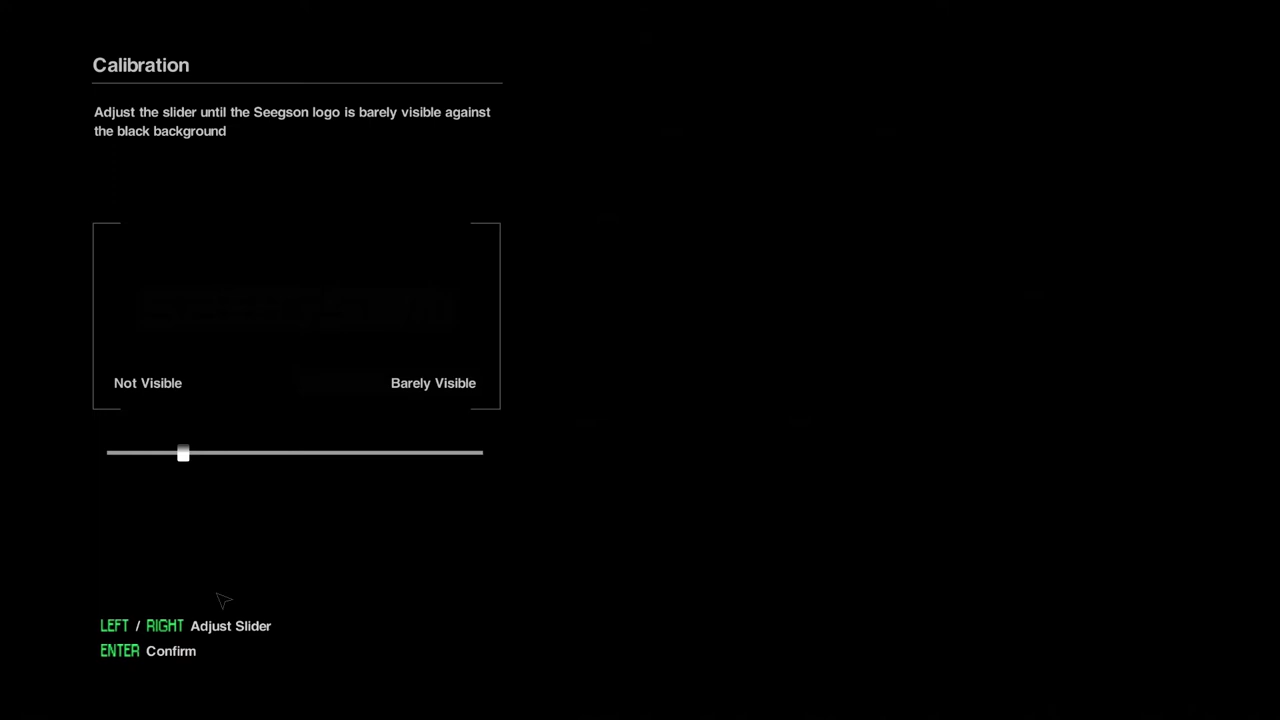 Calibration
Adjust the slider until the Seegson logo is barely visible against
the black background
Not Visible
Barely Visible
LEFT / RIGHT Adjust Slider
ENTER Confirm